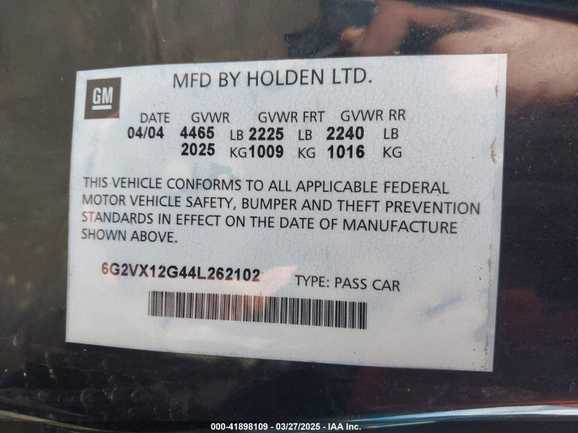 GM
MFD BY HOLDEN LTD.
DATE GVWR GVWR FRT GVWR RR
04/04 4465 LB 2225 LB 2240 LB
2025 KG 1009 KG 1016 KG
THIS VEHICLE CONFORMS TO ALL APPLICABLE FEDERAL
MOTOR VEHICLE SAFETY, BUMPER AND THEFT PREVENTION
STANDARDS IN EFFECT ON THE DATE OF MANUFACTURE
SHOWN ABOVE.
6G2VX12G44L262102 TYPE: PASS CAR
000-41898109 — 03/27/2025 - IAA Inc.